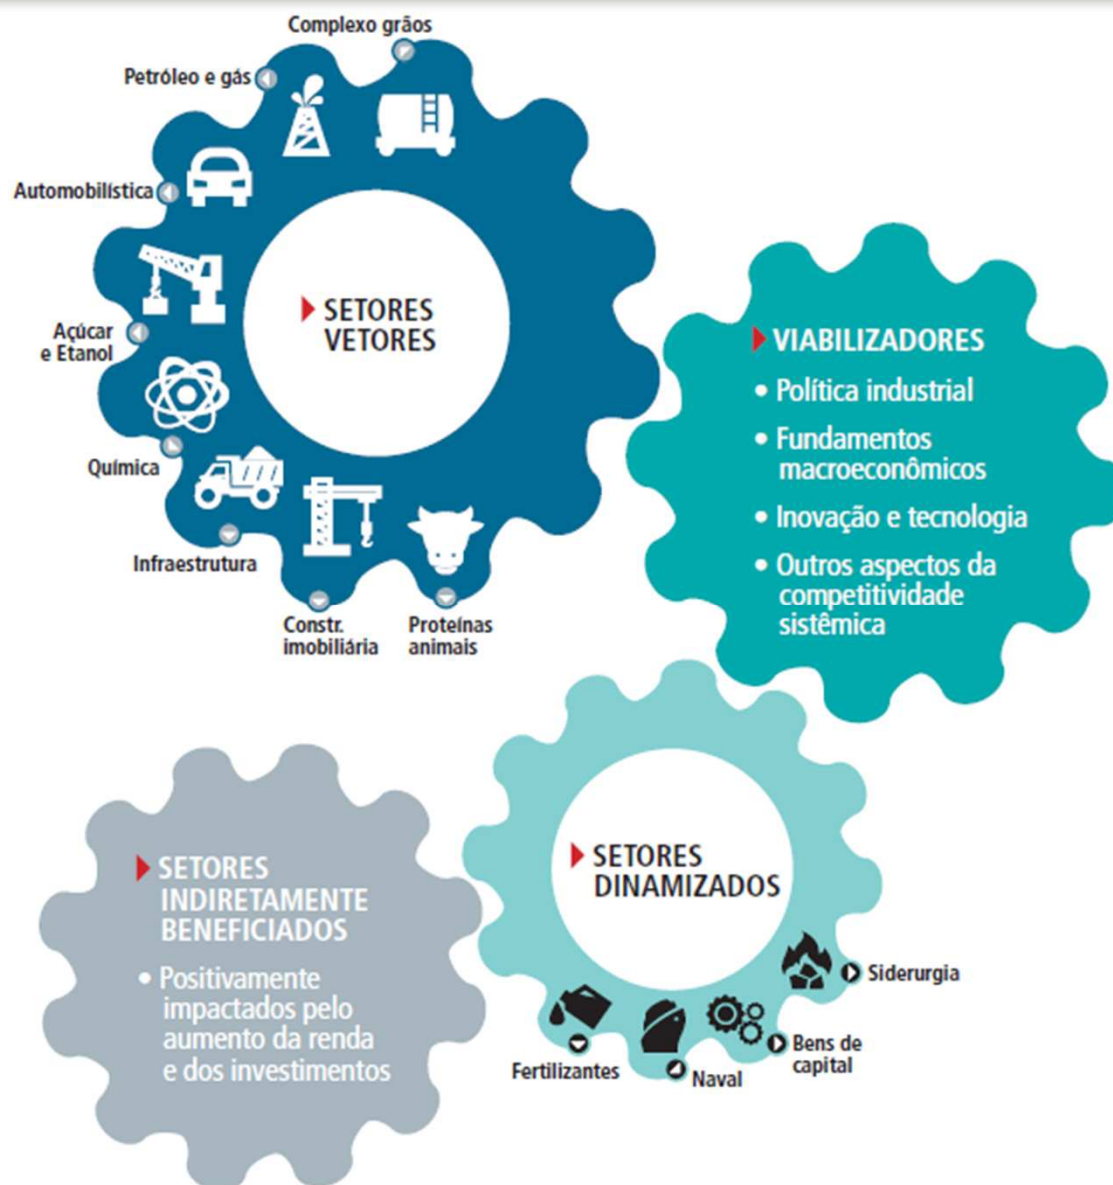 Complexo grãos
Petróleo e gás
Automobilística
Açúcar
e Etanol
Química
Infraestrutura
Constr.
imobiliária
Proteínas
animais
SETORES
VETORES
VIABILIZADORES
• Política industrial
• Fundamentos
macroeconômicos
• Inovação e tecnologia
• Outros aspectos da
competitividade
sistêmica
SETORES
INDIRETAMENTE
BENEFICIADOS
• Positivamente
impactados pelo
aumento da renda
e dos investimentos
SETORES
DINAMIZADOS
Siderurgia
Bens de
capital
Naval
Fertilizantes